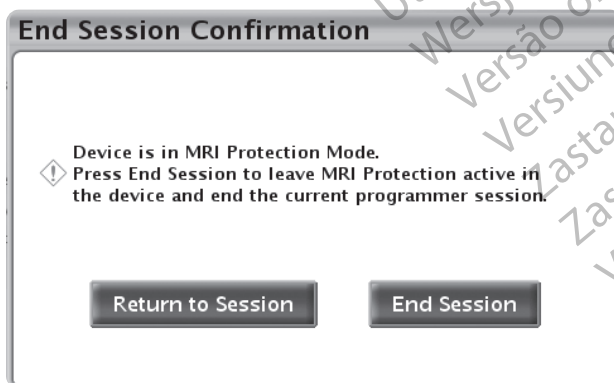 End Session Confirmation
Device is in MRI Protection Mode.
Press End Session to leave MRI Protection active in
the device and end the current programmer session.
Return to Session
End Session
Versão